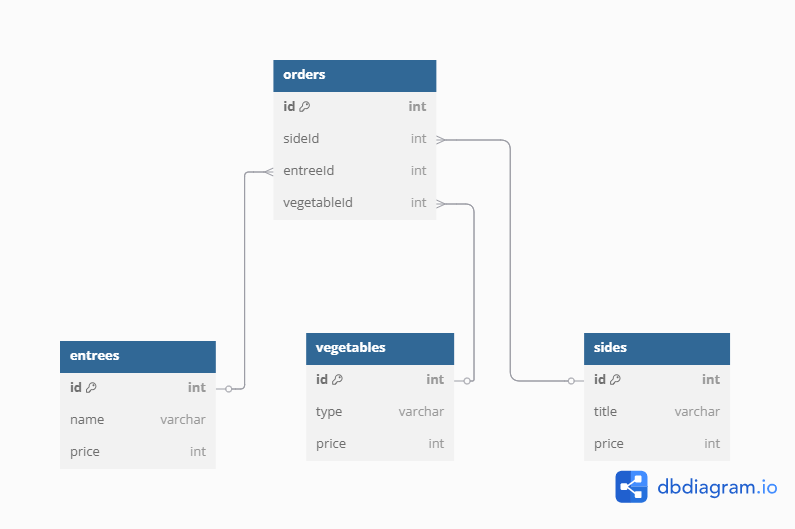 orders
id int
sideId int
entreeId int
vegetableId int
entrees
id int
name varchar
price int
vegetables
id int
type varchar
price int
sides
id int
title varchar
price int
dbdiagram.io